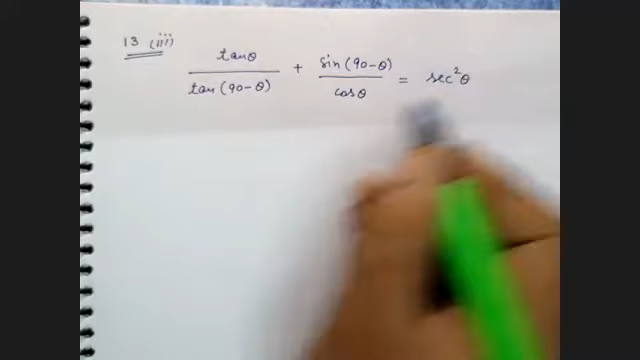 13 (iii)
tanθ / tan(90-θ) + sin(90-θ) / cosθ = sec²θ